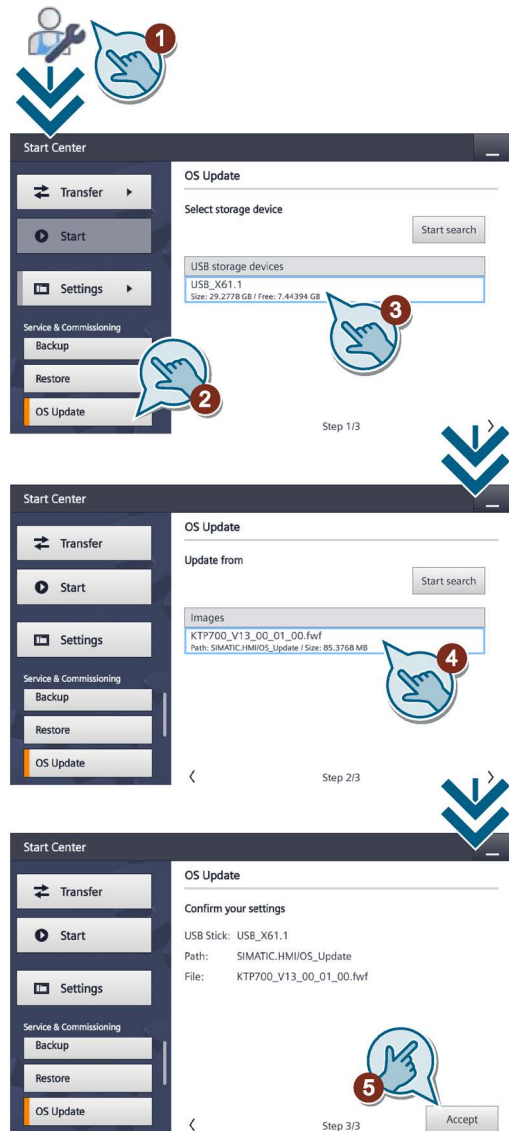 1
Start Center
Transfer
Start
Settings
Service & Commissioning
Backup
Restore
OS Update
2
OS Update
Select storage device
Start search
USB storage devices
USB_X61.1
Size: 29.2778 GB / Free: 7.44394 GB
3
Step 1/3
Start Center
Transfer
Start
Settings
Service & Commissioning
Backup
Restore
OS Update
OS Update
Update from
Start search
Images
KTP700_V13_00_01_00.fwf
Path: SIMATIC.HMI/OS_Update / Size: 85.3768 MB
4
Step 2/3
Start Center
Transfer
Start
Settings
Service & Commissioning
Backup
Restore
OS Update
OS Update
Confirm your settings
USB Stick: USB_X61.1
Path: SIMATIC.HMI/OS_Update
File: KTP700_V13_00_01_00.fwf
5
Step 3/3
Accept